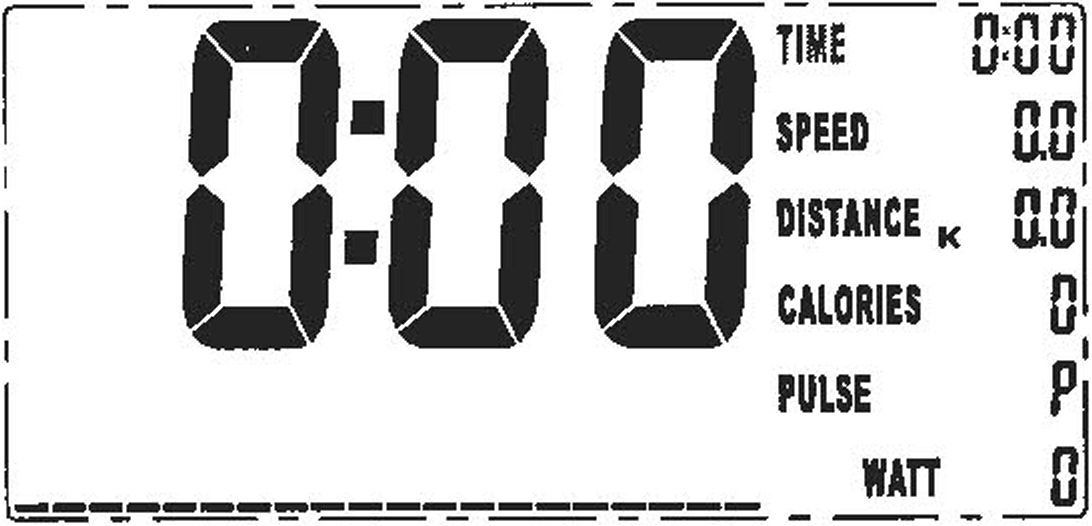 0:00
TIME 0:00
SPEED 0.0
DISTANCE K 0.0
CALORIES 0
PULSE P
WATT 0